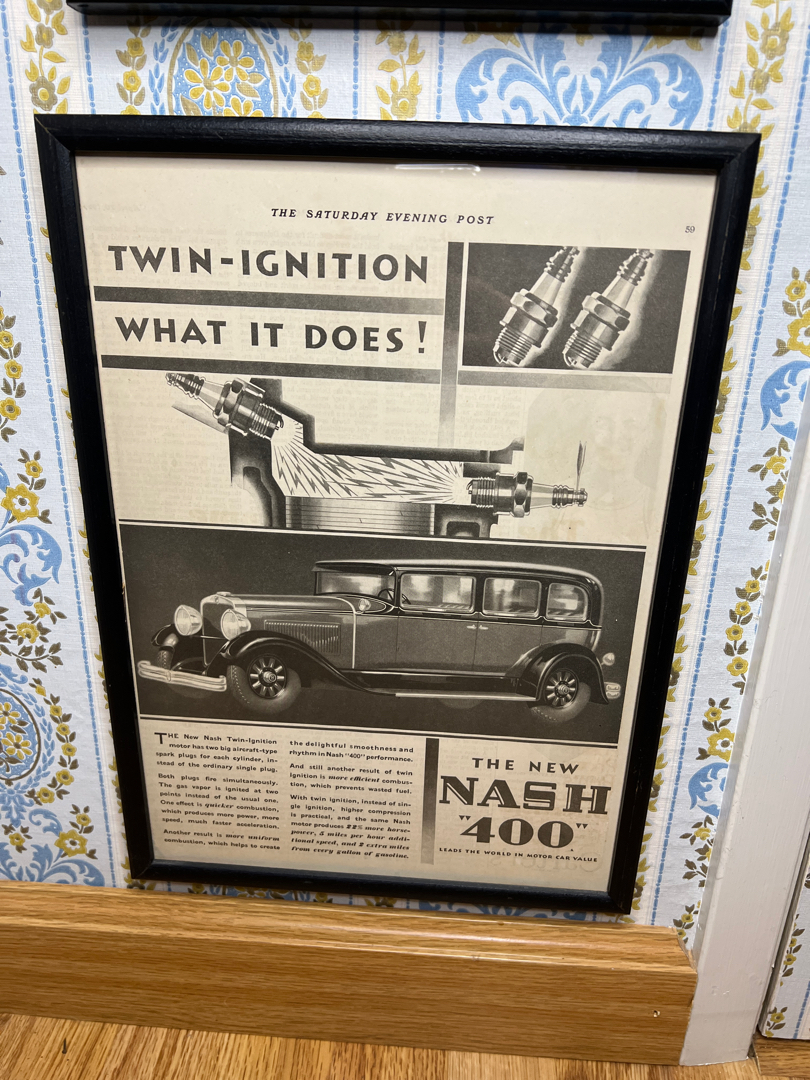 THE SATURDAY EVENING POST
59
TWIN-IGNITION
WHAT IT DOES!
THE New Nash Twin-Ignition
motor has two big aircraft-type
spark plugs for each cylinder, in-
stead of the ordinary single plug.
Both plugs fire simultaneously.
The gas vapor is ignited at two
points instead of the usual one.
One effect is quicker combustion,
which produces more power, more
speed, much faster acceleration.
Another result is more uniform
combustion, which helps to create
the delightful smoothness and
rhythm in Nash "400" performance.
And still another result of twin
ignition is more efficient combus-
tion, which prevents wasted fuel.
With twin ignition, instead of sin-
gle ignition, higher compression
is practical, and the same Nash
motor produces 22% more horse-
power, 5 miles per hour addi-
tional speed, and 2 extra miles
from every gallon of gasoline.
THE NEW
NASH
"400"
LEADS THE WORLD IN MOTOR CAR VALUE